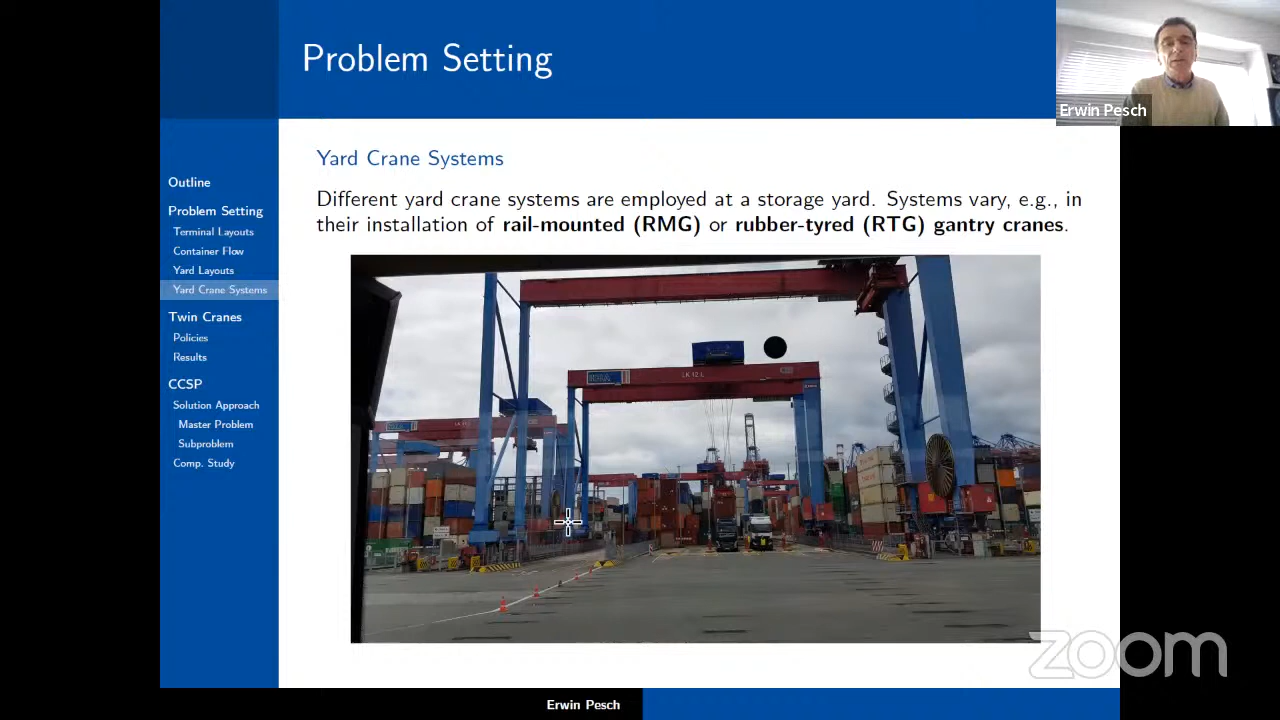 Problem Setting
Erwin Pesch
Outline
Problem Setting
Terminal Layouts
Container Flow
Yard Layouts
Yard Crane Systems
Twin Cranes
Policies
Results
CCSP
Solution Approach
Master Problem
Subproblem
Comp. Study
Yard Crane Systems
Different yard crane systems are employed at a storage yard. Systems vary, e.g., in
their installation of rail-mounted (RMG) or rubber-tyred (RTG) gantry cranes.
LK 12 L
zoom
Erwin Pesch